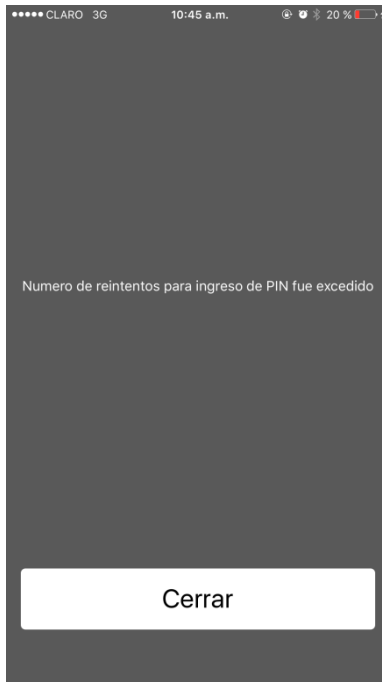 CLARO 3G 10:45 a.m. 20 %
Numero de reintentos para ingreso de PIN fue excedido
Cerrar